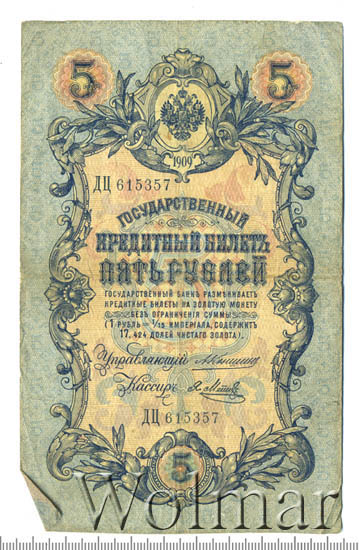 5 5
1909
ДЦ 615357
ГОСУДАРСТВЕННЫЙ
КРЕДИТНЫЙ БИЛЕТЪ
ПЯТЬ РУБЛЕЙ
ГОСУДАРСТВЕННЫЙ БАНКЪ РАЗМѢНИВАЕТЪ
КРЕДИТНЫЕ БИЛЕТЫ НА ЗОЛОТУЮ МОНЕТУ
БЕЗЪ ОГРАНИЧЕНІЯ СУММЫ
(1 РУБЛЬ = 1/15 ИМПЕРІАЛА, СОДЕРЖИТЪ
17,424 ДОЛЕЙ ЧИСТАГО ЗОЛОТА).
Управляющій
Кассиръ
ДЦ 615357
5
Wolmar